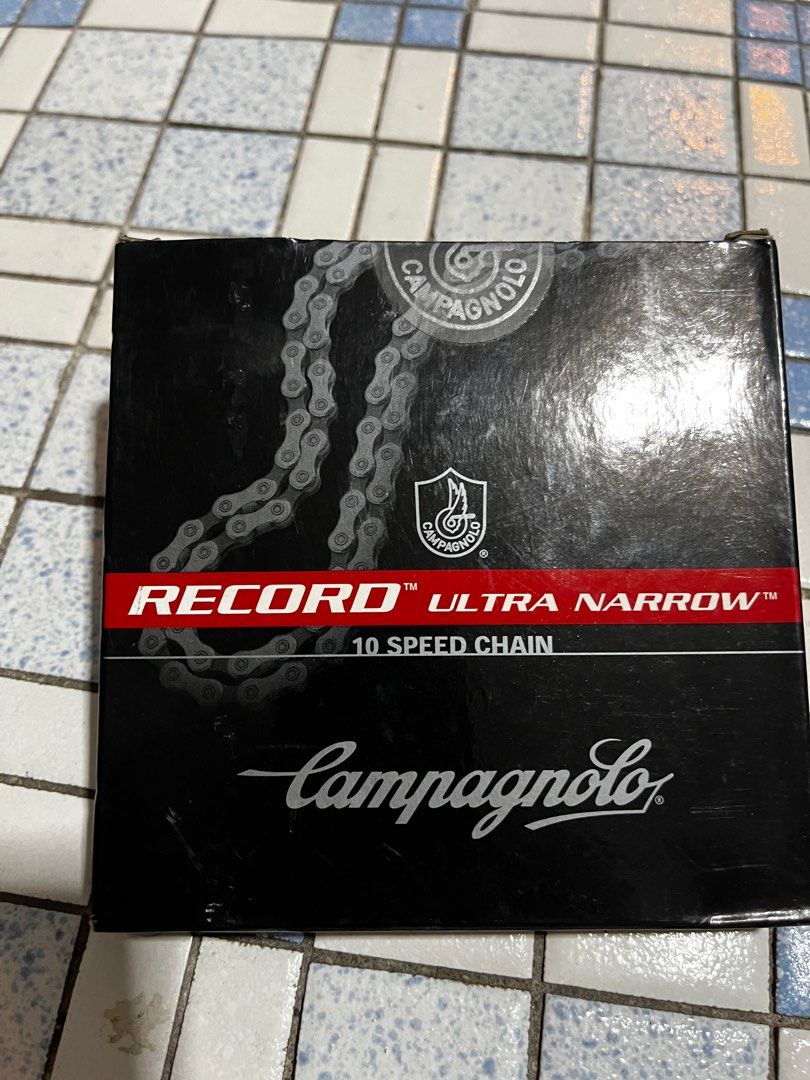 CAMPAGNOLO
CAMPAGNOLO
®
RECORD™ ULTRA NARROW™
10 SPEED CHAIN
Campagnolo®